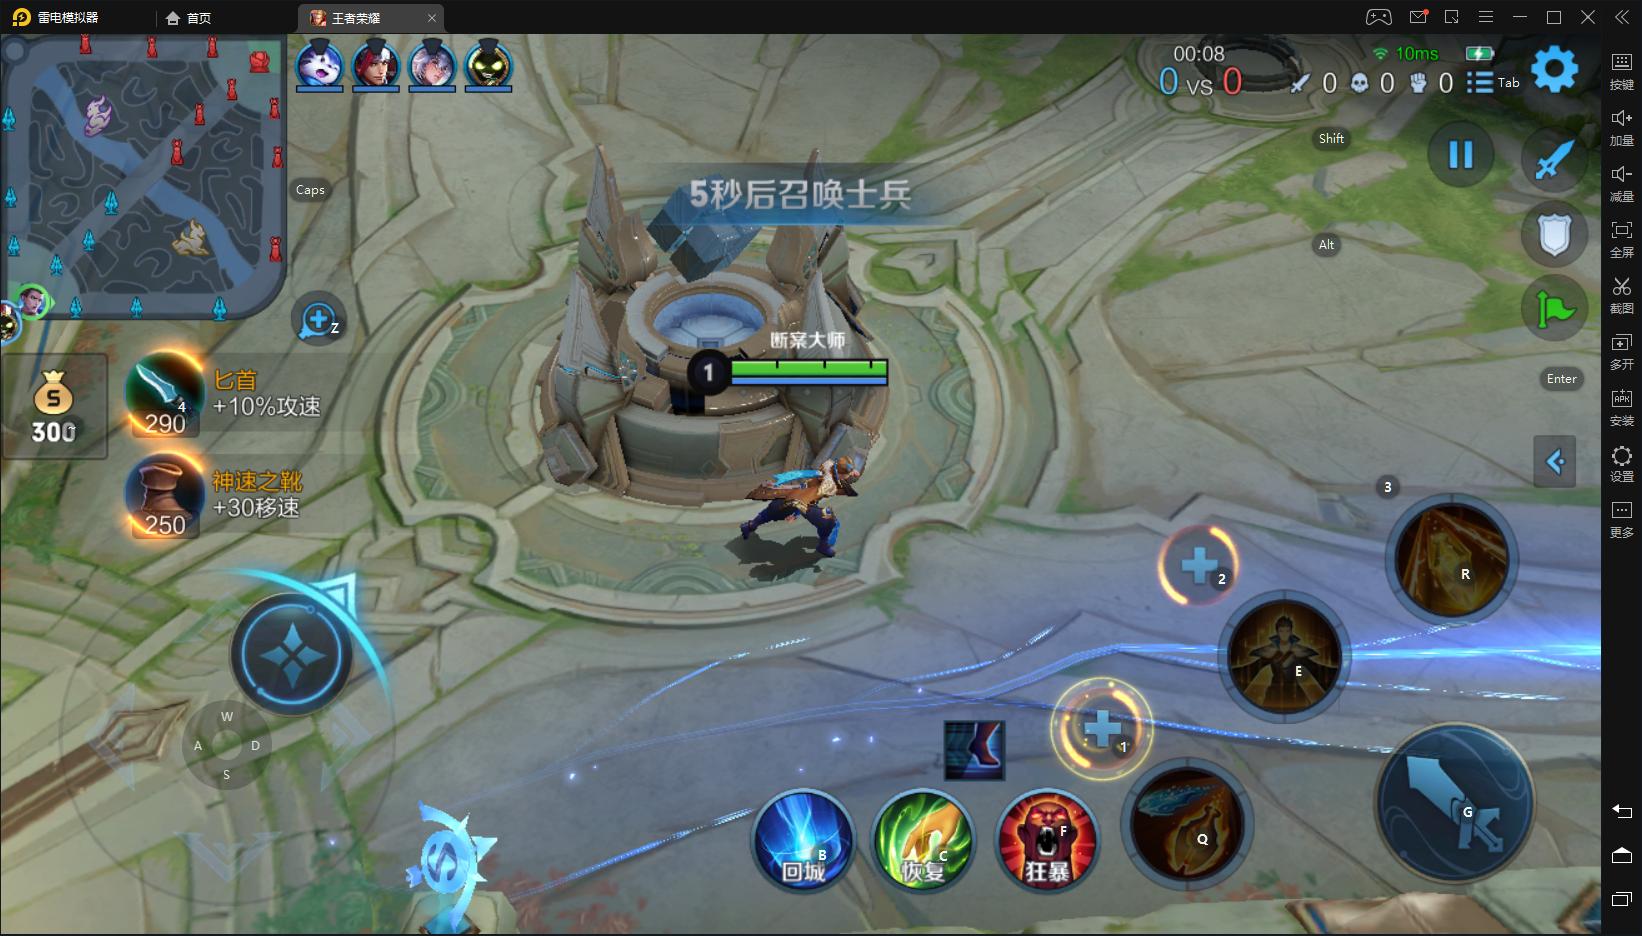 雷电模拟器
首页
王者荣耀
00:08
10ms
0 VS 0
0
0
0
Tab
按键
加量
减量
全屏
截图
多开
安装
设置
更多
APK
Shift
Caps
5秒后召唤士兵
Alt
Z
断案大师
1
300
匕首
+10%攻速
4
290
神速之靴
+30移速
250
Enter
3
2
R
E
1
W
A
D
S
Q
G
B
回城
C
恢复
F
狂暴